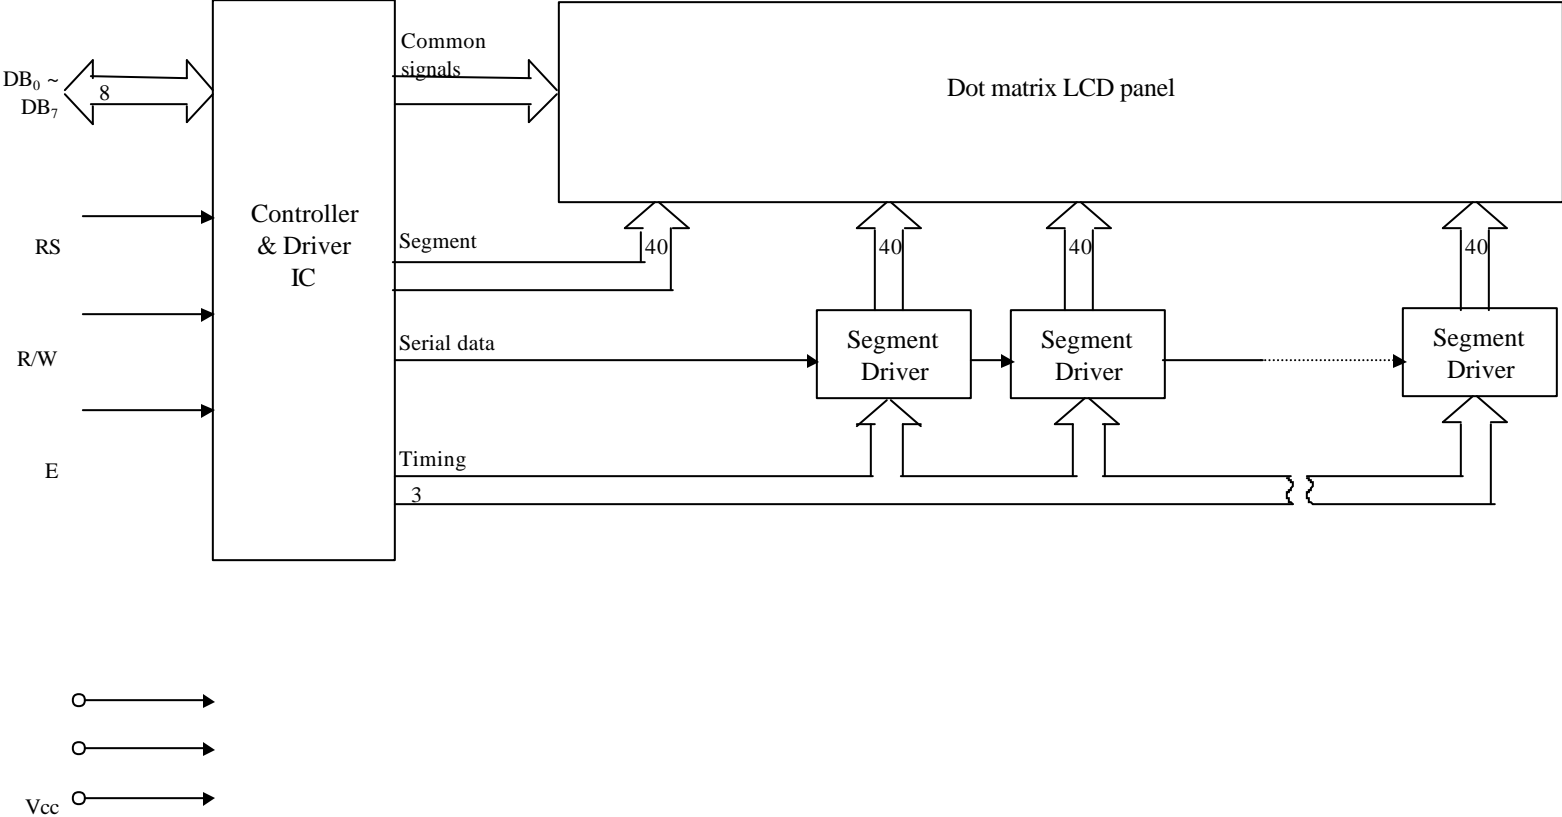 Common
signals
DB₀ ~
DB₇
8
Dot matrix LCD panel
Controller
& Driver
IC
RS
Segment
40
40
40
40
R/W
Serial data
Segment
Driver
Segment
Driver
Segment
Driver
E
Timing
3
Vcc